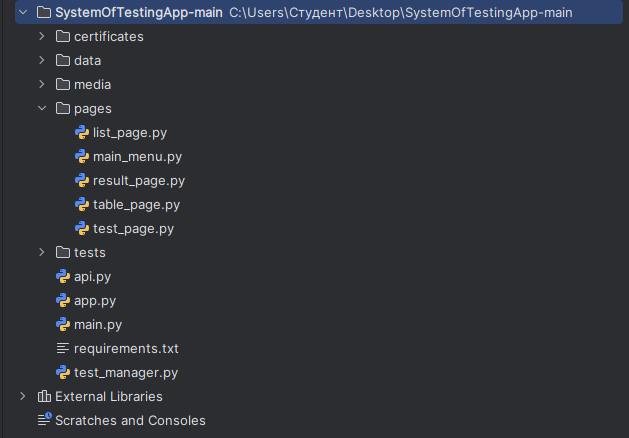 SystemOfTestingApp-main C:\Users\Студент\Desktop\SystemOfTestingApp-main
certificates
data
media
pages
list_page.py
main_menu.py
result_page.py
table_page.py
test_page.py
tests
api.py
app.py
main.py
requirements.txt
test_manager.py
External Libraries
Scratches and Consoles